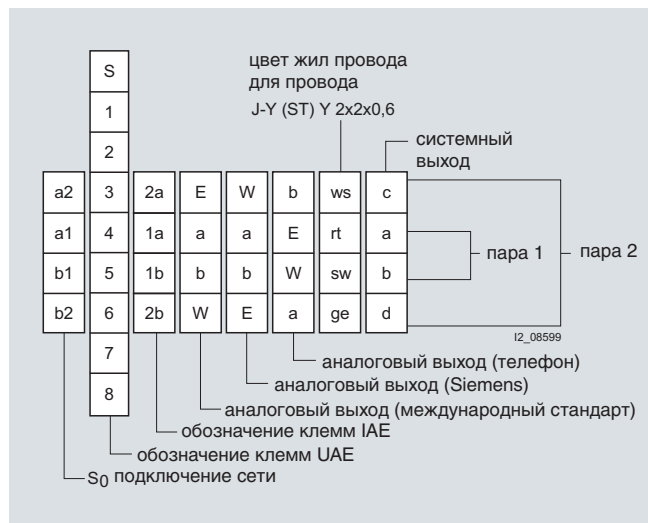 цвет жил провода
для провода
J-Y (ST) Y 2x2x0,6
системный
выход
S
1
2
a2 3 2a E W b ws c
a1 4 1a a a E rt a
b1 5 1b b b W sw b
b2 6 2b W E a ge d
7
8
пара 1
пара 2
I2_08599
аналоговый выход (телефон)
аналоговый выход (Siemens)
аналоговый выход (международный стандарт)
обозначение клемм IAE
обозначение клемм UAE
S0 подключение сети